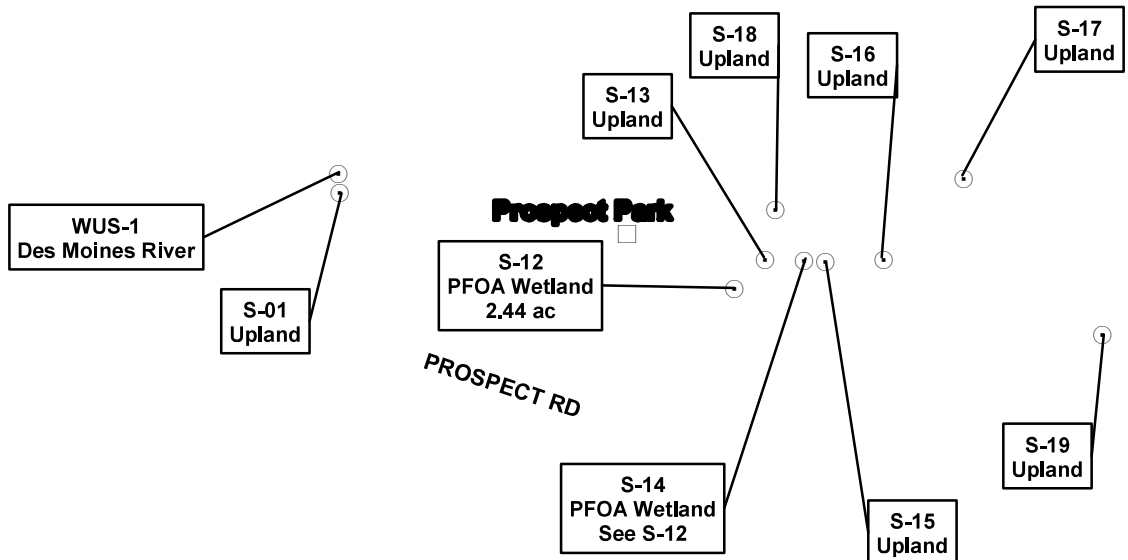 S-18
Upland
S-17
Upland
S-16
Upland
S-13
Upland
WUS-1
Des Moines River
Prospect Park
S-12
PFOA Wetland
2.44 ac
S-01
Upland
PROSPECT RD
S-19
Upland
S-14
PFOA Wetland
See S-12
S-15
Upland